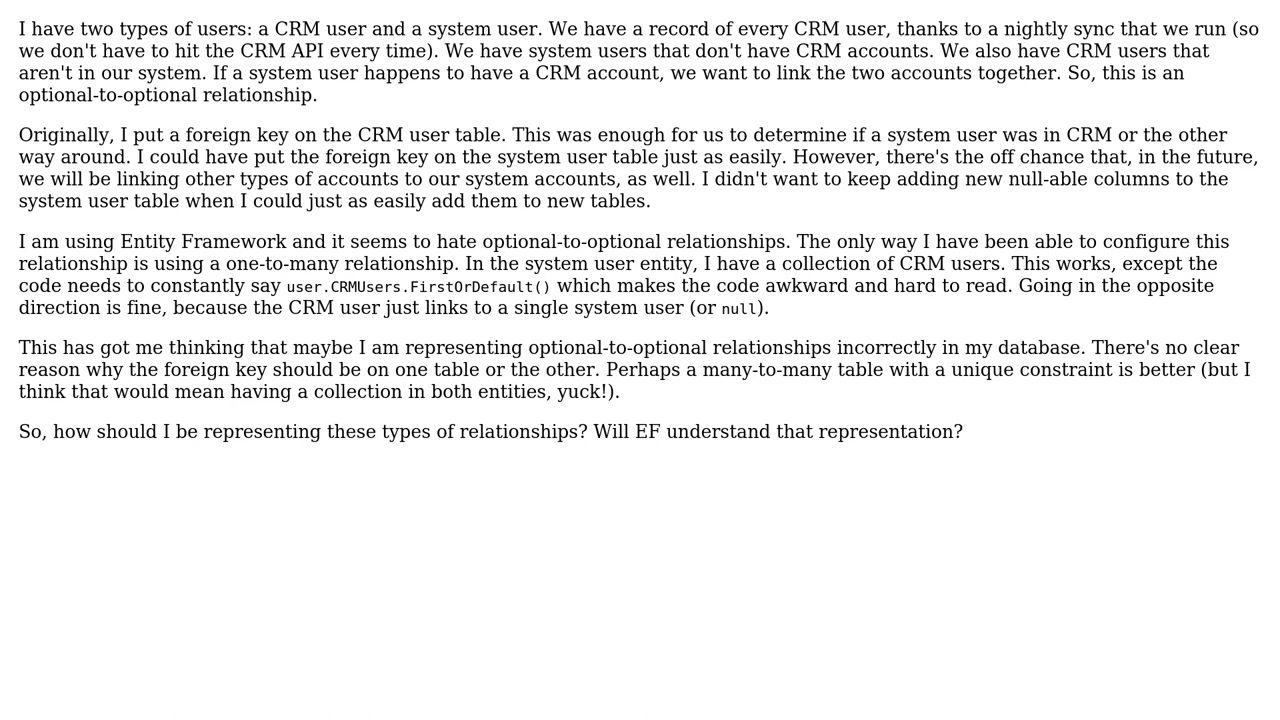 I have two types of users: a CRM user and a system user. We have a record of every CRM user, thanks to a nightly sync that we run (so
we don't have to hit the CRM API every time). We have system users that don't have CRM accounts. We also have CRM users that
aren't in our system. If a system user happens to have a CRM account, we want to link the two accounts together. So, this is an
optional-to-optional relationship.
Originally, I put a foreign key on the CRM user table. This was enough for us to determine if a system user was in CRM or the other
way around. I could have put the foreign key on the system user table just as easily. However, there's the off chance that, in the future,
we will be linking other types of accounts to our system accounts, as well. I didn't want to keep adding new null-able columns to the
system user table when I could just as easily add them to new tables.
I am using Entity Framework and it seems to hate optional-to-optional relationships. The only way I have been able to configure this
relationship is using a one-to-many relationship. In the system user entity, I have a collection of CRM users. This works, except the
code needs to constantly say user.CRMUsers.FirstOrDefault() which makes the code awkward and hard to read. Going in the opposite
direction is fine, because the CRM user just links to a single system user (or null).
This has got me thinking that maybe I am representing optional-to-optional relationships incorrectly in my database. There's no clear
reason why the foreign key should be on one table or the other. Perhaps a many-to-many table with a unique constraint is better (but I
think that would mean having a collection in both entities, yuck!).
So, how should I be representing these types of relationships? Will EF understand that representation?